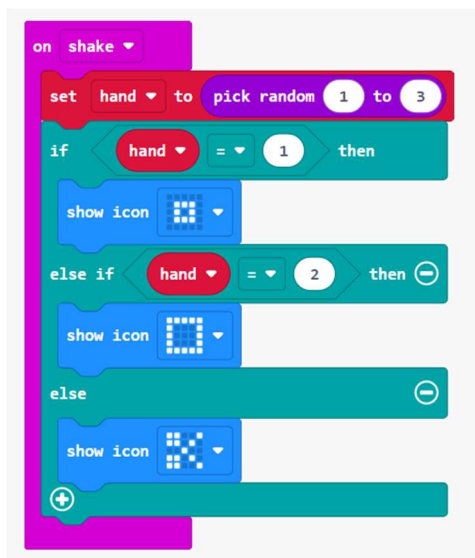 on shake
set hand to pick random 1 to 3
if hand = 1 then
show icon
else if hand = 2 then
show icon
else
show icon